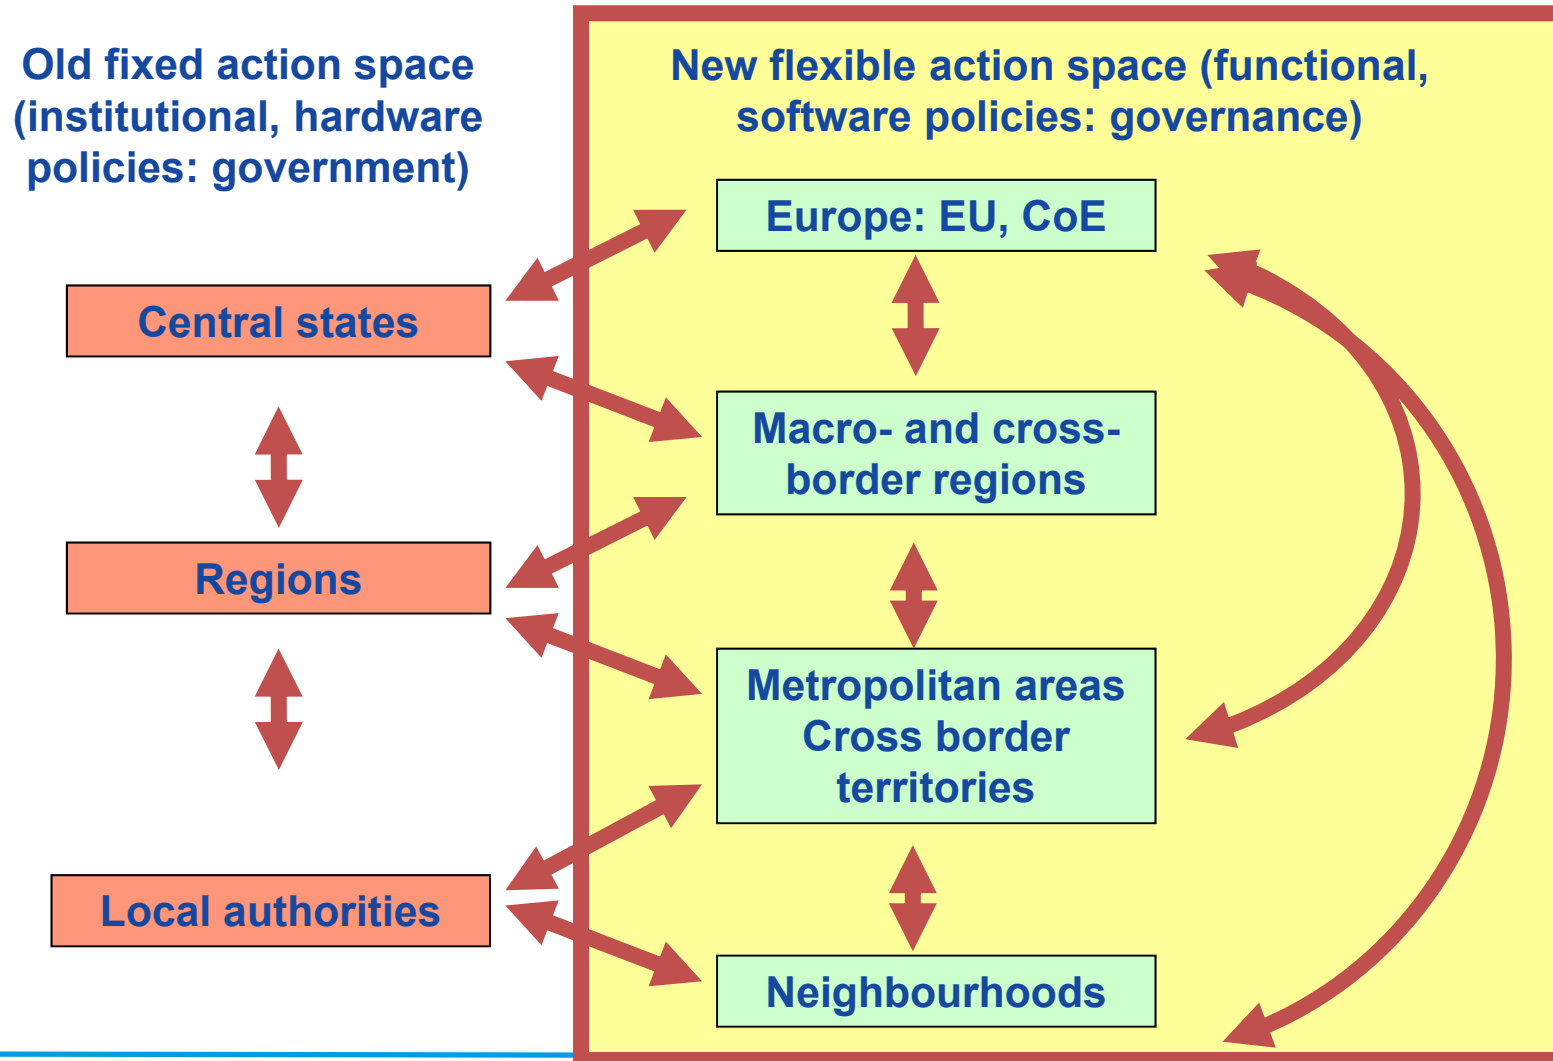 Old fixed action space
(institutional, hardware
policies: government)
New flexible action space (functional,
software policies: governance)
Europe: EU, CoE
Central states
Macro- and cross-
border regions
Regions
Metropolitan areas
Cross border
territories
Local authorities
Neighbourhoods